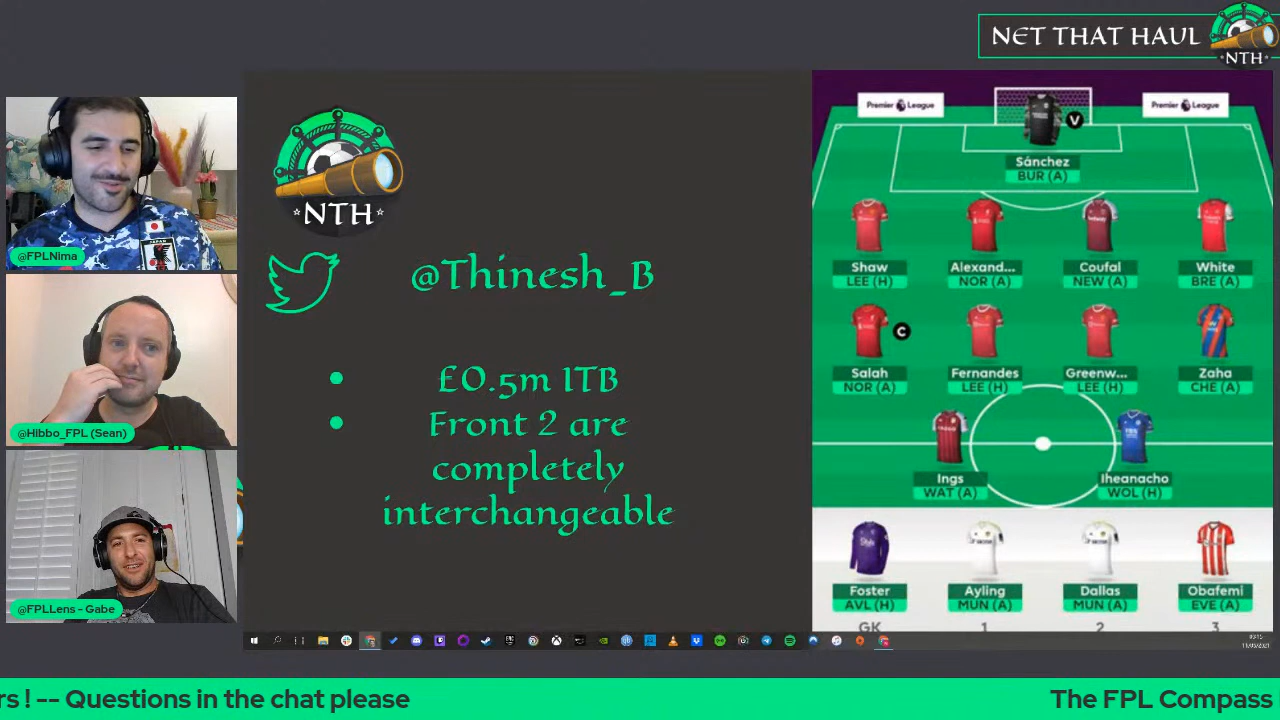 NET THAT HAUL
NTH
@FPLNima
JAPAN
@Hibbo_FPL (Sean)
@FPLLens - Gabe
NTH
@Thinesh_B
• £0.5m ITB
• Front 2 are
completely
interchangeable
Premier League
Premier League
V
Sánchez
BUR (A)
Shaw
LEE (H)
Alexand...
NOR (A)
Coufal
NEW (A)
White
BRE (A)
C
Salah
NOR (A)
Fernandes
LEE (H)
Greenw...
LEE (H)
Zaha
CHE (A)
Ings
WAT (A)
Iheanacho
WOL (H)
Foster
AVL (H)
Ayling
MUN (A)
Dallas
MUN (A)
Obafemi
EVE (A)
GK
1
2
3
rs ! -- Questions in the chat please
The FPL Compass